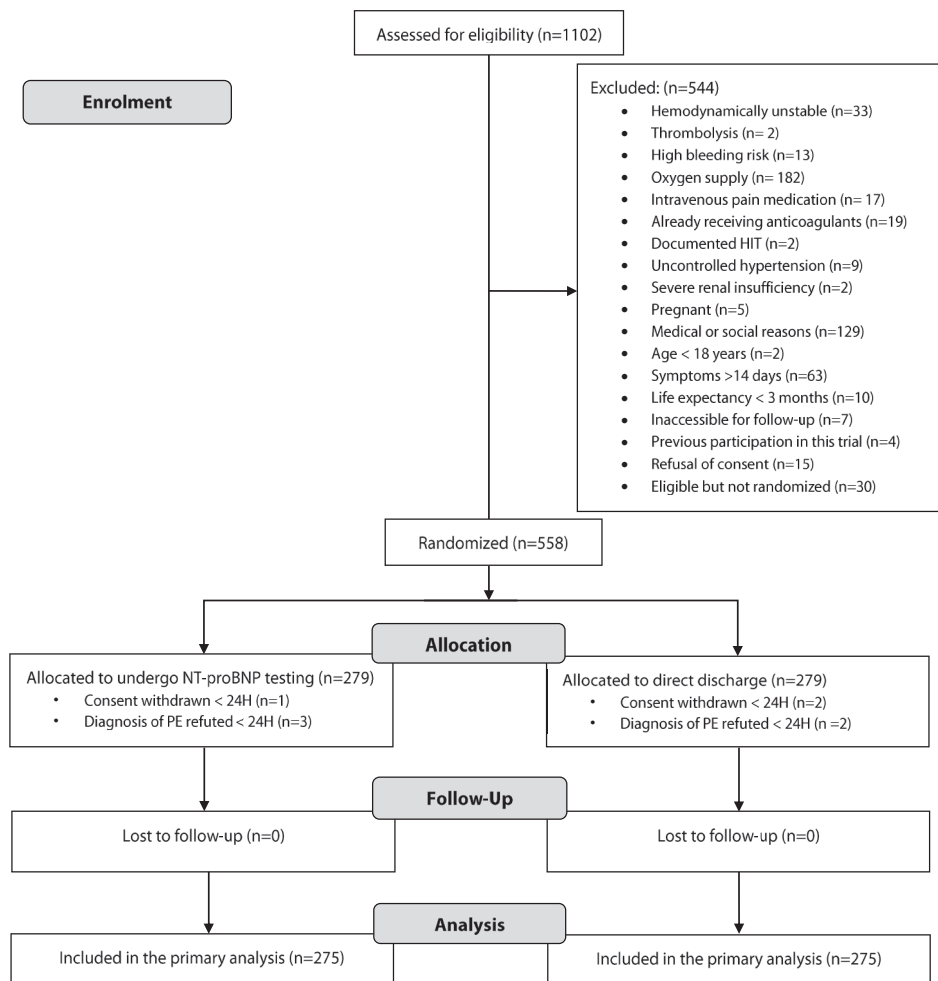 Assessed for eligibility (n=1102)
Enrolment
Excluded: (n=544)
• Hemodynamically unstable (n=33)
• Thrombolysis (n= 2)
• High bleeding risk (n=13)
• Oxygen supply (n= 182)
• Intravenous pain medication (n= 17)
• Already receiving anticoagulants (n=19)
• Documented HIT (n=2)
• Uncontrolled hypertension (n=9)
• Severe renal insufficiency (n=2)
• Pregnant (n=5)
• Medical or social reasons (n=129)
• Age < 18 years (n=2)
• Symptoms >14 days (n=63)
• Life expectancy < 3 months (n=10)
• Inaccessible for follow-up (n=7)
• Previous participation in this trial (n=4)
• Refusal of consent (n=15)
• Eligible but not randomized (n=30)
Randomized (n=558)
Allocation
Allocated to undergo NT-proBNP testing (n=279)
• Consent withdrawn < 24H (n=1)
• Diagnosis of PE refuted < 24H (n=3)
Allocated to direct discharge (n=279)
• Consent withdrawn < 24H (n=2)
• Diagnosis of PE refuted < 24H (n =2)
Follow-Up
Lost to follow-up (n=0)
Lost to follow-up (n=0)
Analysis
Included in the primary analysis (n=275)
Included in the primary analysis (n=275)